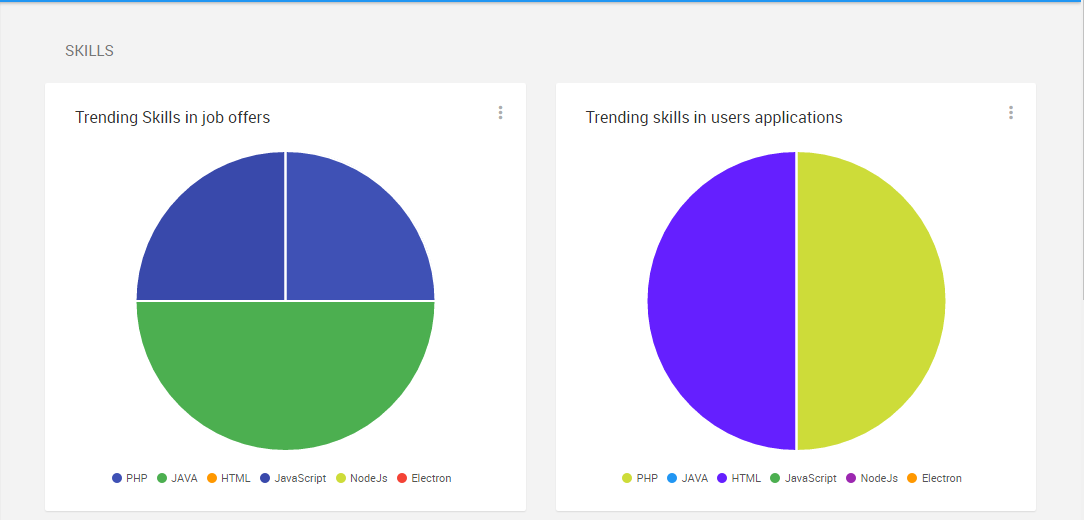 SKILLS
Trending Skills in job offers
PHP JAVA HTML JavaScript NodeJs Electron
Trending skills in users applications
PHP JAVA HTML JavaScript NodeJs Electron